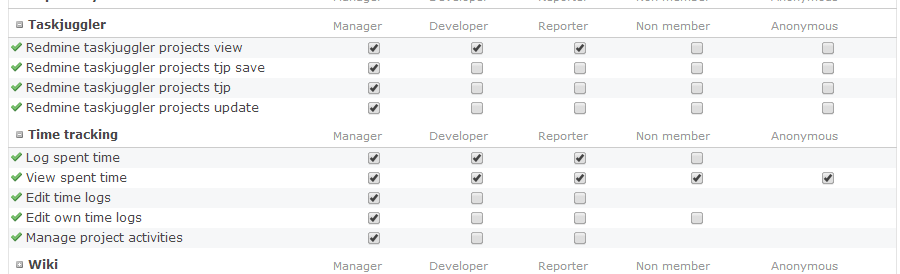 Taskjuggler Manager Developer Reporter Non member Anonymous
Redmine taskjuggler projects view
Redmine taskjuggler projects tjp save
Redmine taskjuggler projects tjp
Redmine taskjuggler projects update
Time tracking Manager Developer Reporter Non member Anonymous
Log spent time
View spent time
Edit time logs
Edit own time logs
Manage project activities
Wiki Manager Developer Reporter Non member Anonymous